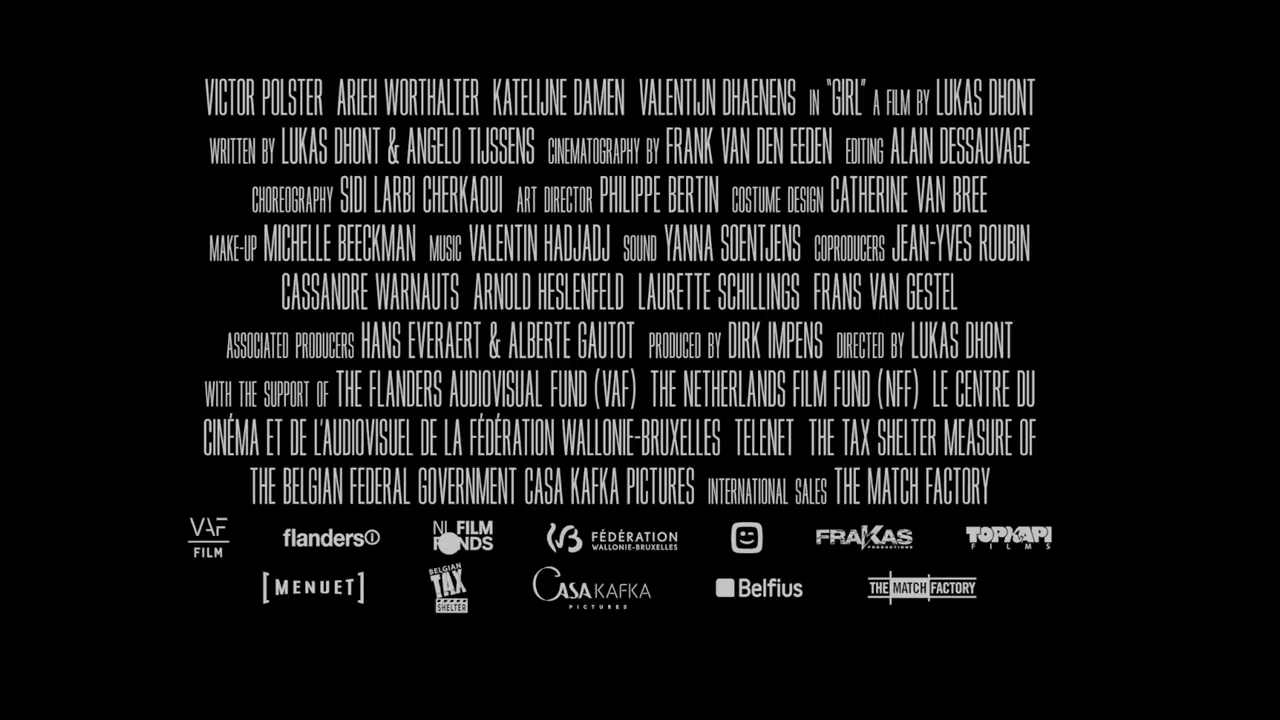 VICTOR POLSTER ARIEH WORTHALTER KATELIJNE DAMEN VALENTIJN DHAENENS IN "GIRL" A FILM BY LUKAS DHONT
WRITTEN BY LUKAS DHONT & ANGELO TIJSSENS CINEMATOGRAPHY BY FRANK VAN DEN EEDEN EDITING ALAIN DESSAUVAGE
CHOREOGRAPHY SIDI LARBI CHERKAOUI ART DIRECTOR PHILIPPE BERTIN COSTUME DESIGN CATHERINE VAN BREE
MAKE-UP MICHELLE BEECKMAN MUSIC VALENTIN HADJADJ SOUND YANNA SOENTJENS COPRODUCERS JEAN-YVES ROUBIN
CASSANDRE WARNAUTS ARNOLD HESLENFELD LAURETTE SCHILLINGS FRANS VAN GESTEL
ASSOCIATED PRODUCERS HANS EVERAERT & ALBERTE GAUTOT PRODUCED BY DIRK IMPENS DIRECTED BY LUKAS DHONT
WITH THE SUPPORT OF THE FLANDERS AUDIOVISUAL FUND (VAF) THE NETHERLANDS FILM FUND (NFF) LE CENTRE DU
CINÉMA ET DE L'AUDIOVISUEL DE LA FÉDÉRATION WALLONIE-BRUXELLES TELENET THE TAX SHELTER MEASURE OF
THE BELGIAN FEDERAL GOVERNMENT CASA KAFKA PICTURES INTERNATIONAL SALES THE MATCH FACTORY
VAF FILM flandersi NL FILM FONDS FÉDÉRATION WALLONIE-BRUXELLES FRAKAS PRODUCTIONS TOPKAPI FILMS
[MENUET] BELGIAN TAX SHELTER CASA KAFKA PICTURES Belfius THE MATCH FACTORY